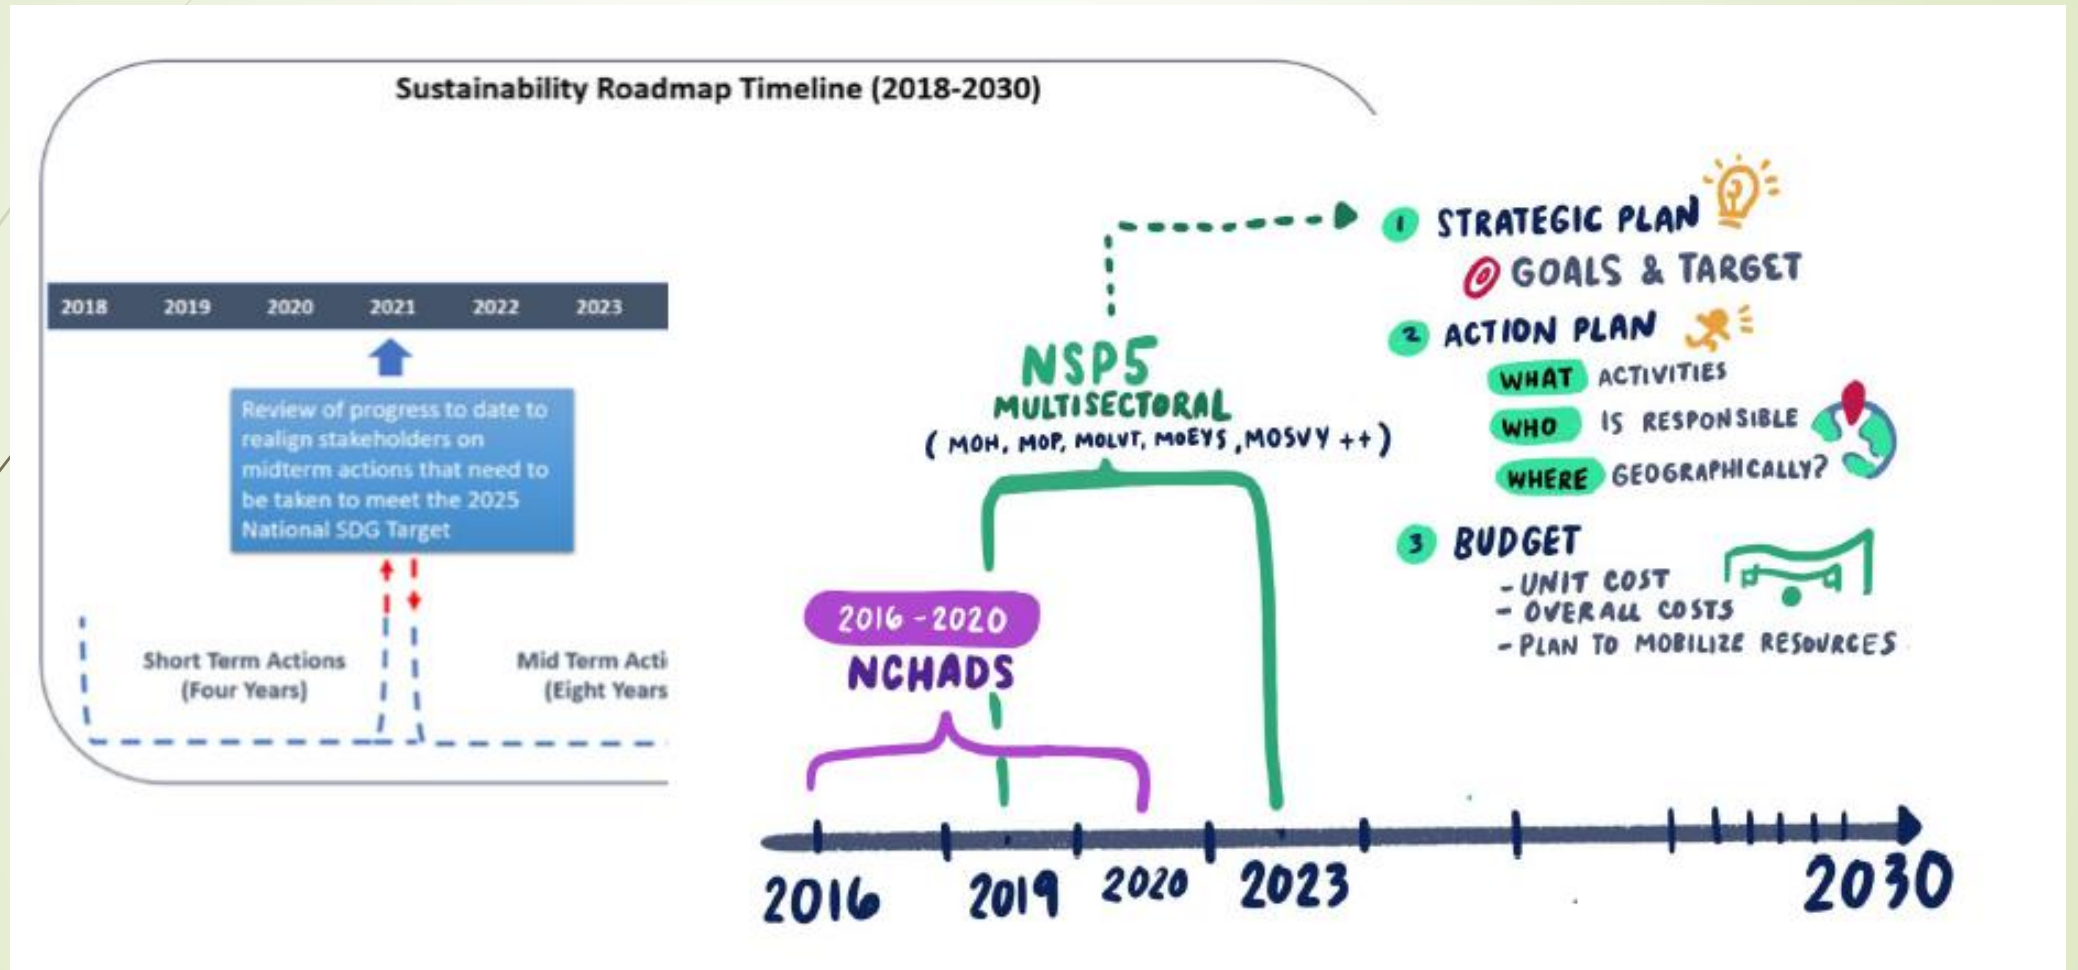 Sustainability Roadmap Timeline (2018-2030)
2018 2019 2020 2021 2022 2023
Review of progress to date to
realign stakeholders on
midterm actions that need to
be taken to meet the 2025
National SDG Target
Short Term Actions
(Four Years)
Mid Term Acti
(Eight Years
1 STRATEGIC PLAN
GOALS & TARGET
2 ACTION PLAN
WHAT ACTIVITIES
WHO IS RESPONSIBLE
WHERE GEOGRAPHICALLY?
3 BUDGET
- UNIT COST
- OVERALL COSTS
- PLAN TO MOBILIZE RESOURCES
NSP5
MULTISECTORAL
( MOH, MOP, MOLVT, MOEYS, MOSVY ++ )
2016 - 2020
NCHADS
2016 2019 2020 2023 2030